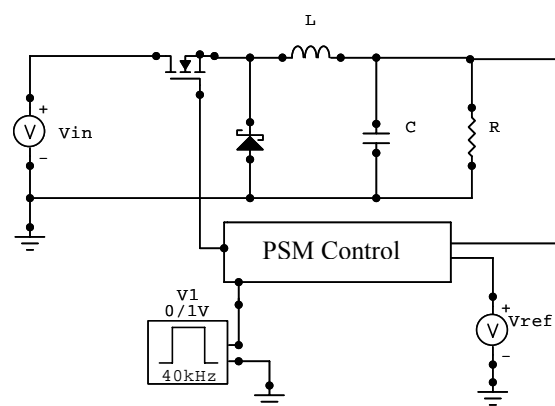 L
+
V
Vin
−
C
R
PSM Control
V1
0/1V
40kHz
+
V
Vref
−